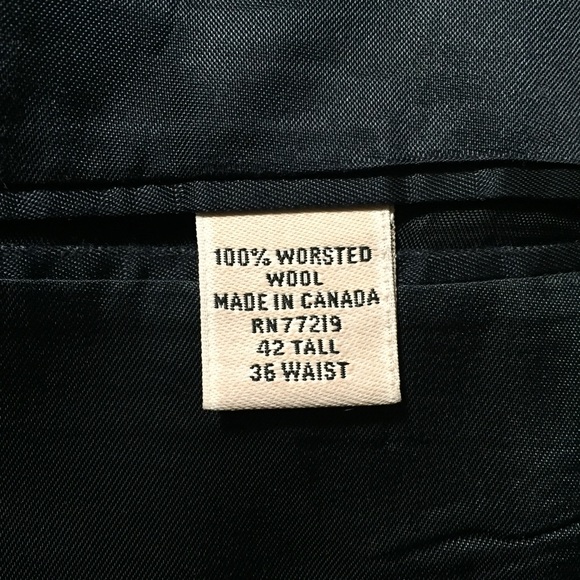 100% WORSTED
WOOL
MADE IN CANADA
RN77219
42 TALL
36 WAIST